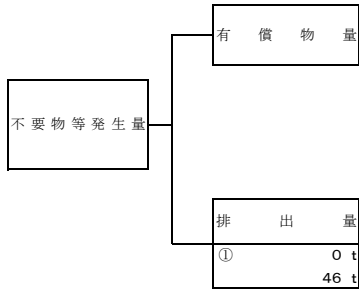 有償物量
不要物等発生量
排出量
① 0 t
46 t